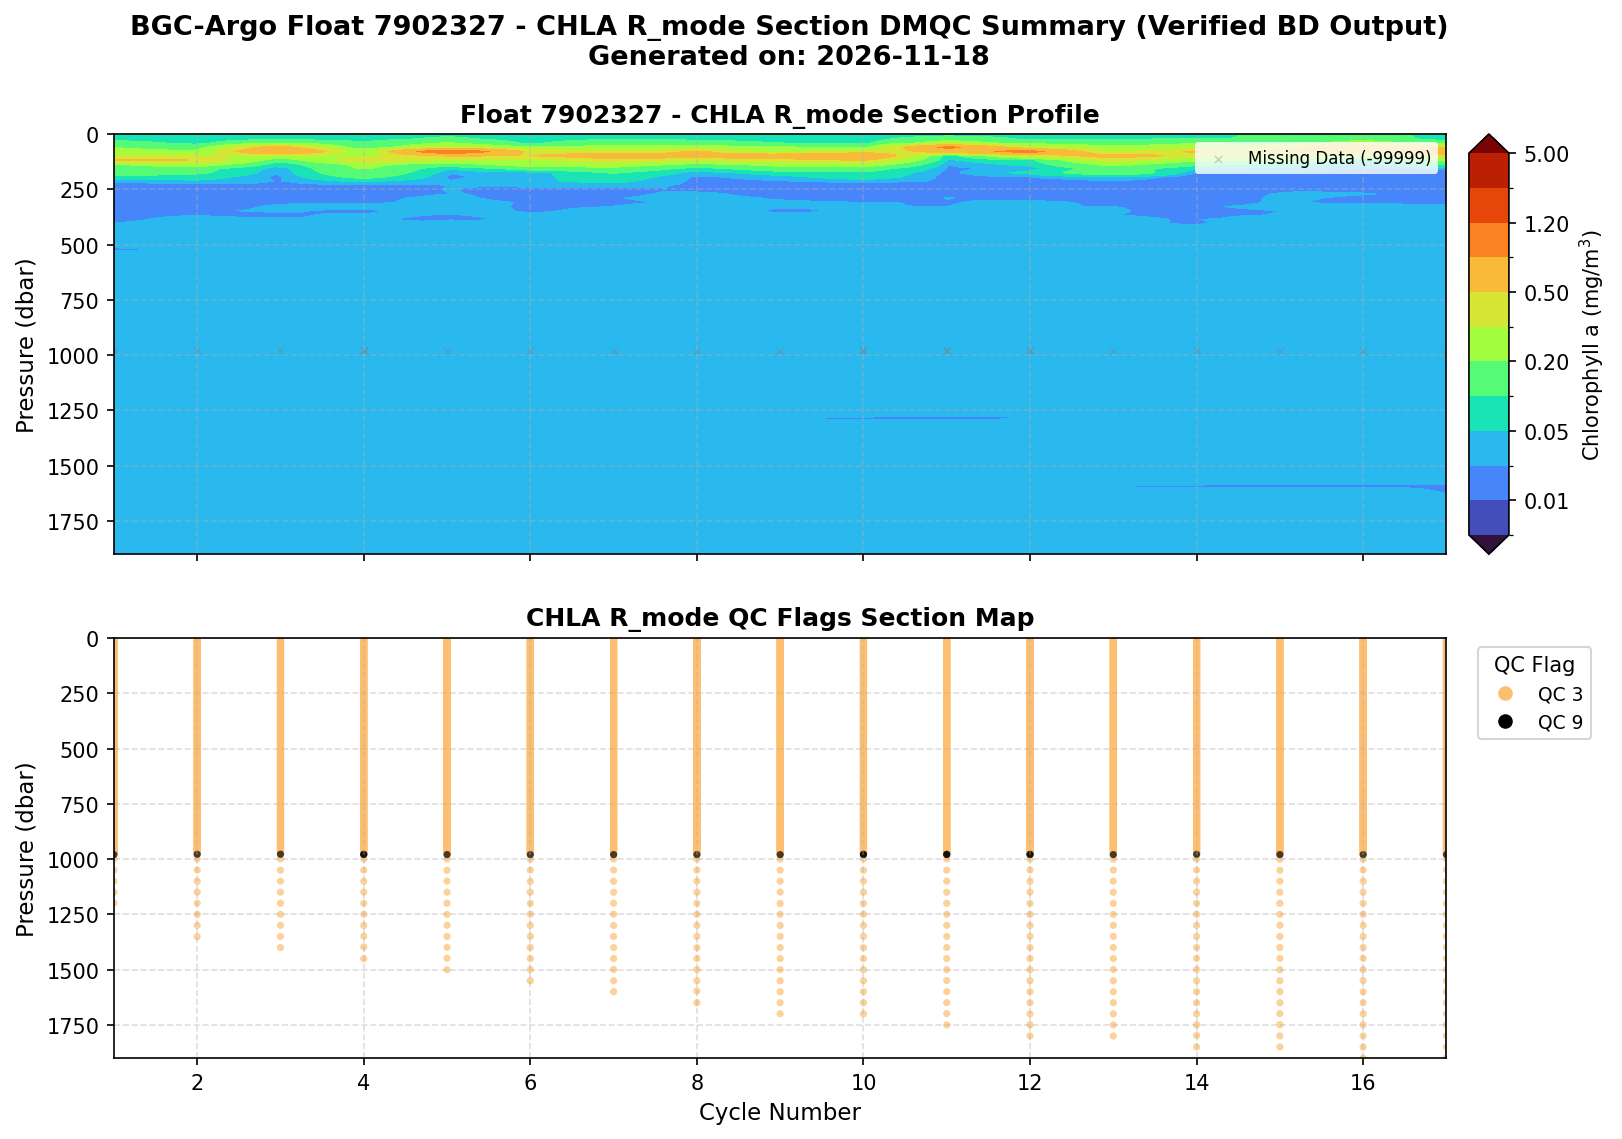 BGC-Argo Float 7902327 - CHLA R_mode Section DMQC Summary (Verified BD Output)
Generated on: 2026-11-18
Float 7902327 - CHLA R_mode Section Profile
Missing Data (-99999)
Pressure (dbar)
0
250
500
750
1000
1250
1500
1750
5.00
1.20
0.50
0.20
0.05
0.01
Chlorophyll a (mg/m³)
CHLA R_mode QC Flags Section Map
Pressure (dbar)
0
250
500
750
1000
1250
1500
1750
2 4 6 8 10 12 14 16
Cycle Number
QC Flag
QC 3
QC 9